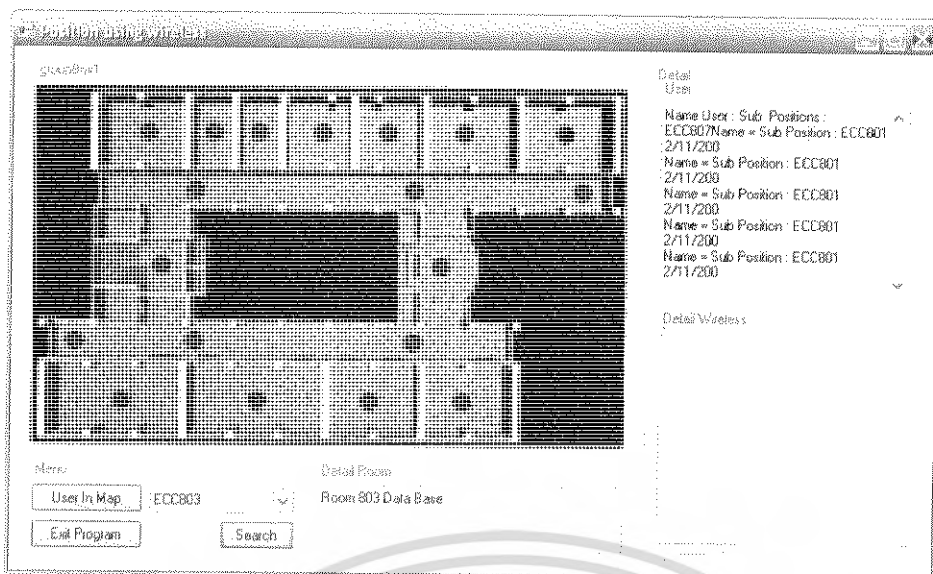 Position using wireless
groupBox1
Detail
User
Name User : Sub Positions :
ECC807Name = Sub Position : ECC801
2/11/200
Name = Sub Position : ECC801
2/11/200
Name = Sub Position : ECC801
2/11/200
Name = Sub Position : ECC801
2/11/200
Name = Sub Position : ECC801
2/11/200
Detail Wireless
Menu
User In Map
ECC803
Exit Program
Search
Detail Room
Room 803 Data Base